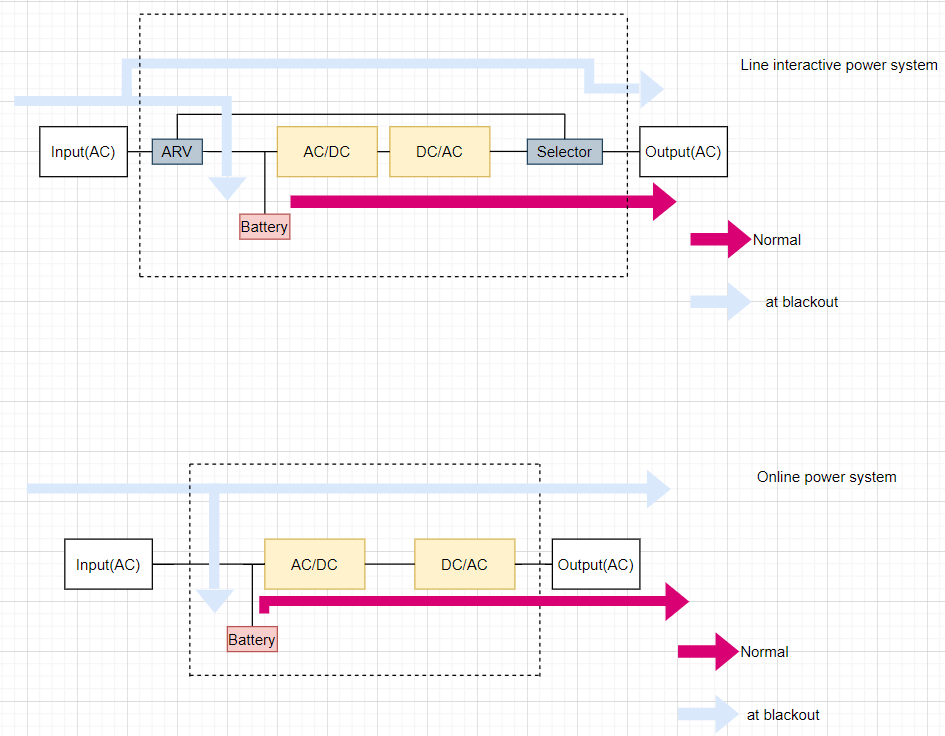 Line interactive power system
Input(AC)
ARV
AC/DC
DC/AC
Selector
Output(AC)
Battery
Normal
at blackout
Online power system
Input(AC)
AC/DC
DC/AC
Output(AC)
Battery
Normal
at blackout